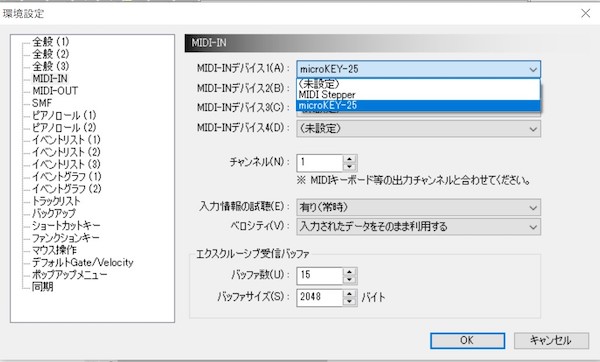 環境設定
全般 (1)
全般 (2)
全般 (3)
MIDI-IN
MIDI-OUT
SMF
ピアノロール (1)
ピアノロール (2)
イベントリスト (1)
イベントリスト (2)
イベントリスト (3)
イベントグラフ (1)
イベントグラフ (2)
トラックリスト
バックアップ
ショートカットキー
ファンクションキー
マウス操作
デフォルトGate/Velocity
ポップアップメニュー
同期
MIDI-IN
MIDI-INデバイス1(A) : microKEY-25
(未設定)
MIDI-INデバイス2(B) :
MIDI Stepper
MIDI-INデバイス3(C) : microKEY-25
MIDI-INデバイス4(D) : (未設定)
チャンネル(N) : 1
※ MIDIキーボード等の出力チャンネルと合わせてください。
入力情報の試聴(E) : 有り(常時)
ベロシティ(V) : 入力されたデータをそのまま利用する
エクスクルーシブ受信バッファ
バッファ数(U) : 15
バッファサイズ(S) : 2048 バイト
OK キャンセル